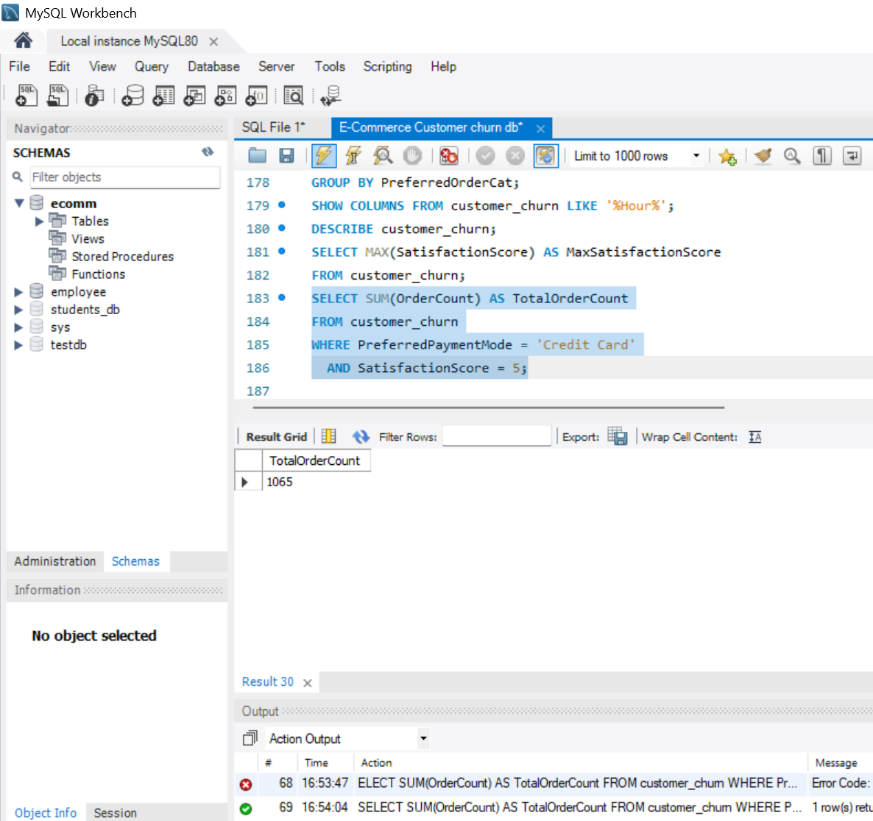 MySQL Workbench
Local instance MySQL80
File Edit View Query Database Server Tools Scripting Help
Navigator
SCHEMAS
Filter objects
ecomm
Tables
Views
Stored Procedures
Functions
employee
students_db
sys
testdb
Administration Schemas
Information
No object selected
Object Info Session
SQL File 1* E-Commerce Customer churn db*
Limit to 1000 rows
178 GROUP BY PreferredOrderCat;
179 SHOW COLUMNS FROM customer_churn LIKE '%Hour%';
180 DESCRIBE customer_churn;
181 SELECT MAX(SatisfactionScore) AS MaxSatisfactionScore
182 FROM customer_churn;
183 SELECT SUM(OrderCount) AS TotalOrderCount
184 FROM customer_churn
185 WHERE PreferredPaymentMode = 'Credit Card'
186 AND SatisfactionScore = 5;
187
Result Grid Filter Rows: Export: Wrap Cell Content:
TotalOrderCount
1065
Result 30
Output
Action Output
# Time Action Message
68 16:53:47 ELECT SUM(OrderCount) AS TotalOrderCount FROM customer_churn WHERE Pr... Error Code:
69 16:54:04 SELECT SUM(OrderCount) AS TotalOrderCount FROM customer_churn WHERE P... 1 row(s) retu